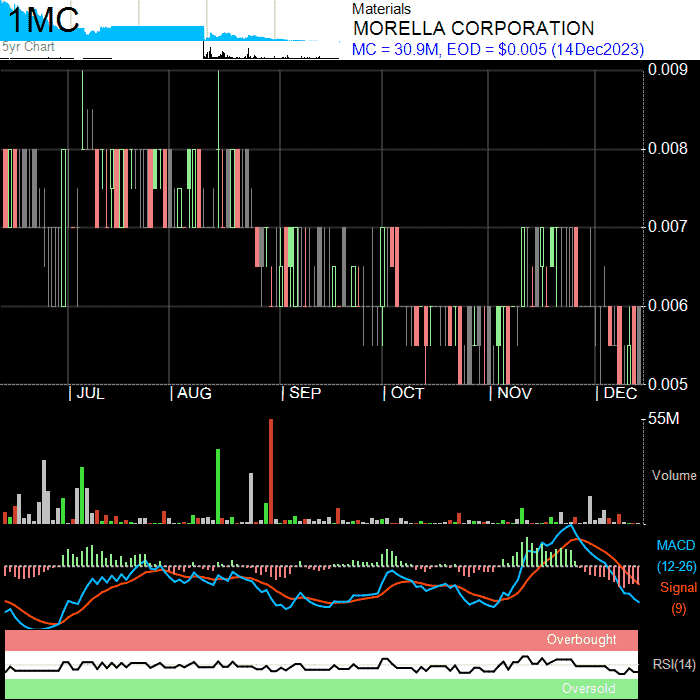 1MC
5yr Chart
Materials
MORELLA CORPORATION
MC = 30.9M, EOD = $0.005 (14Dec2023)
0.009
0.008
0.007
0.006
0.005
JUL AUG SEP OCT NOV DEC
55M
Volume
MACD
(12-26)
Signal
(9)
Overbought
RSI(14)
Oversold